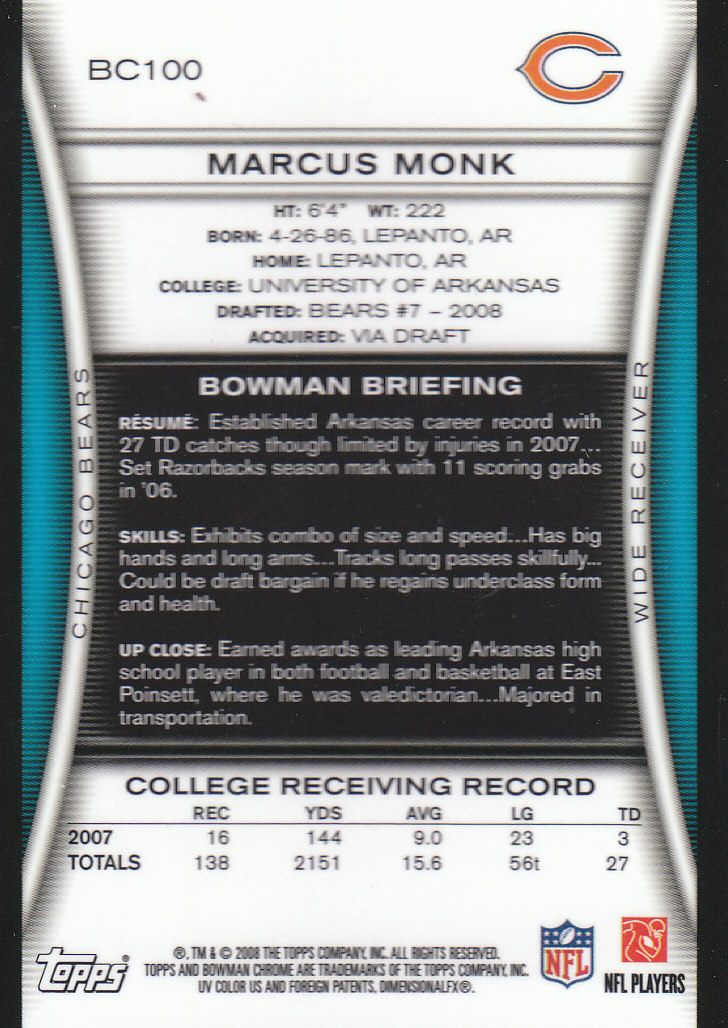 BC100
MARCUS MONK
HT: 6'4" WT: 222
BORN: 4-26-86, LEPANTO, AR
HOME: LEPANTO, AR
COLLEGE: UNIVERSITY OF ARKANSAS
DRAFTED: BEARS #7 – 2008
ACQUIRED: VIA DRAFT
CHICAGO BEARS
WIDE RECEIVER
BOWMAN BRIEFING
RÉSUMÉ: Established Arkansas career record with
27 TD catches though limited by injuries in 2007...
Set Razorbacks season mark with 11 scoring grabs
in '06.
SKILLS: Exhibits combo of size and speed...Has big
hands and long arms...Tracks long passes skillfully...
Could be draft bargain if he regains underclass form
and health.
UP CLOSE: Earned awards as leading Arkansas high
school player in both football and basketball at East
Poinsett, where he was valedictorian...Majored in
transportation.
COLLEGE RECEIVING RECORD
REC YDS AVG LG TD
2007 16 144 9.0 23 3
TOTALS 138 2151 15.6 56t 27
Topps®
®, TM & © 2008 THE TOPPS COMPANY, INC. ALL RIGHTS RESERVED.
TOPPS AND BOWMAN CHROME ARE TRADEMARKS OF THE TOPPS COMPANY, INC.
UV COLOR US AND FOREIGN PATENTS, DIMENSIONALFX®.
NFL
NFL PLAYERS